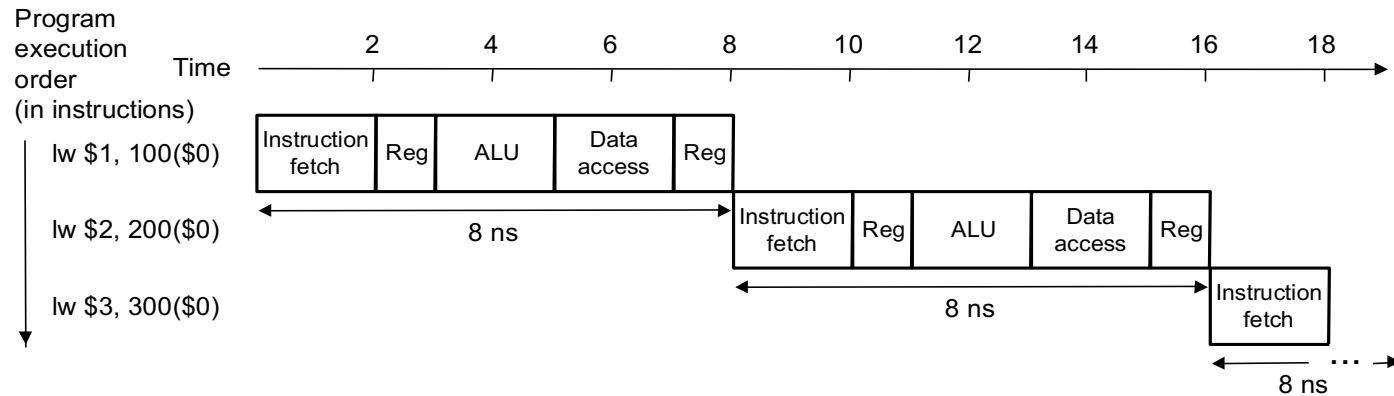 Program
execution
order
(in instructions)
Time
2 4 6 8 10 12 14 16 18
lw $1, 100($0)
Instruction
fetch
Reg
ALU
Data
access
Reg
8 ns
lw $2, 200($0)
Instruction
fetch
Reg
ALU
Data
access
Reg
8 ns
lw $3, 300($0)
Instruction
fetch
...
8 ns